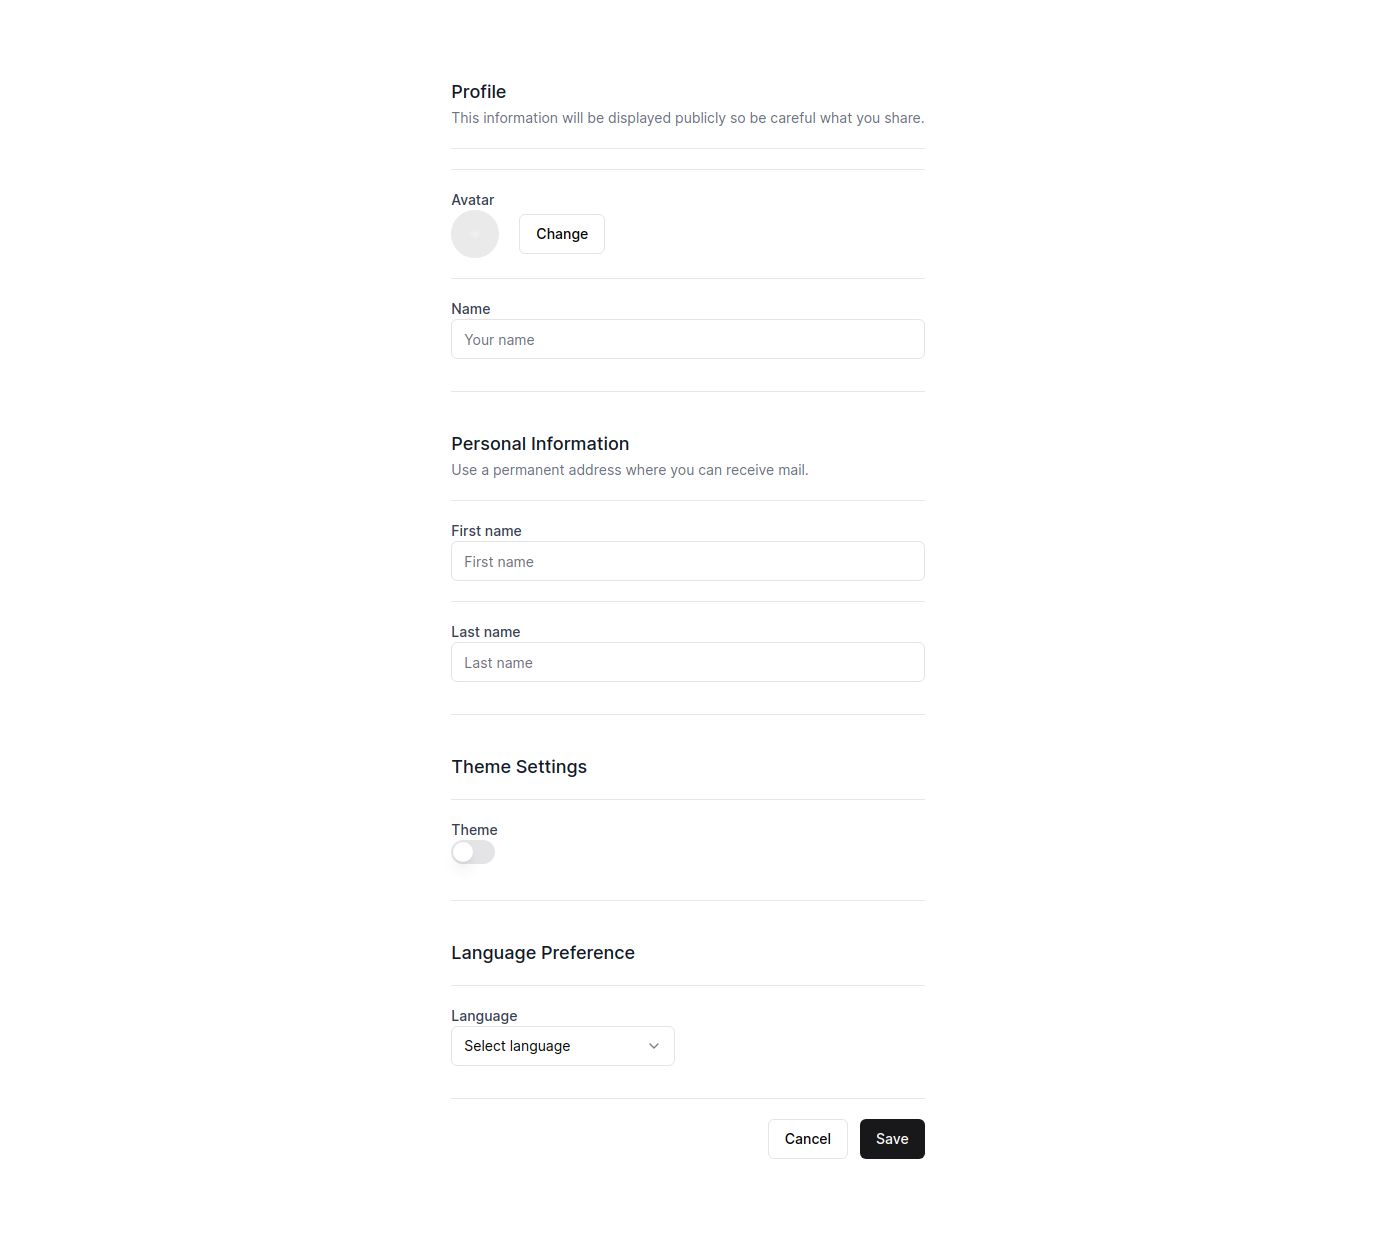 Profile
This information will be displayed publicly so be careful what you share.
Avatar
Change
Name
Your name
Personal Information
Use a permanent address where you can receive mail.
First name
First name
Last name
Last name
Theme Settings
Theme
Language Preference
Language
Select language
Cancel
Save